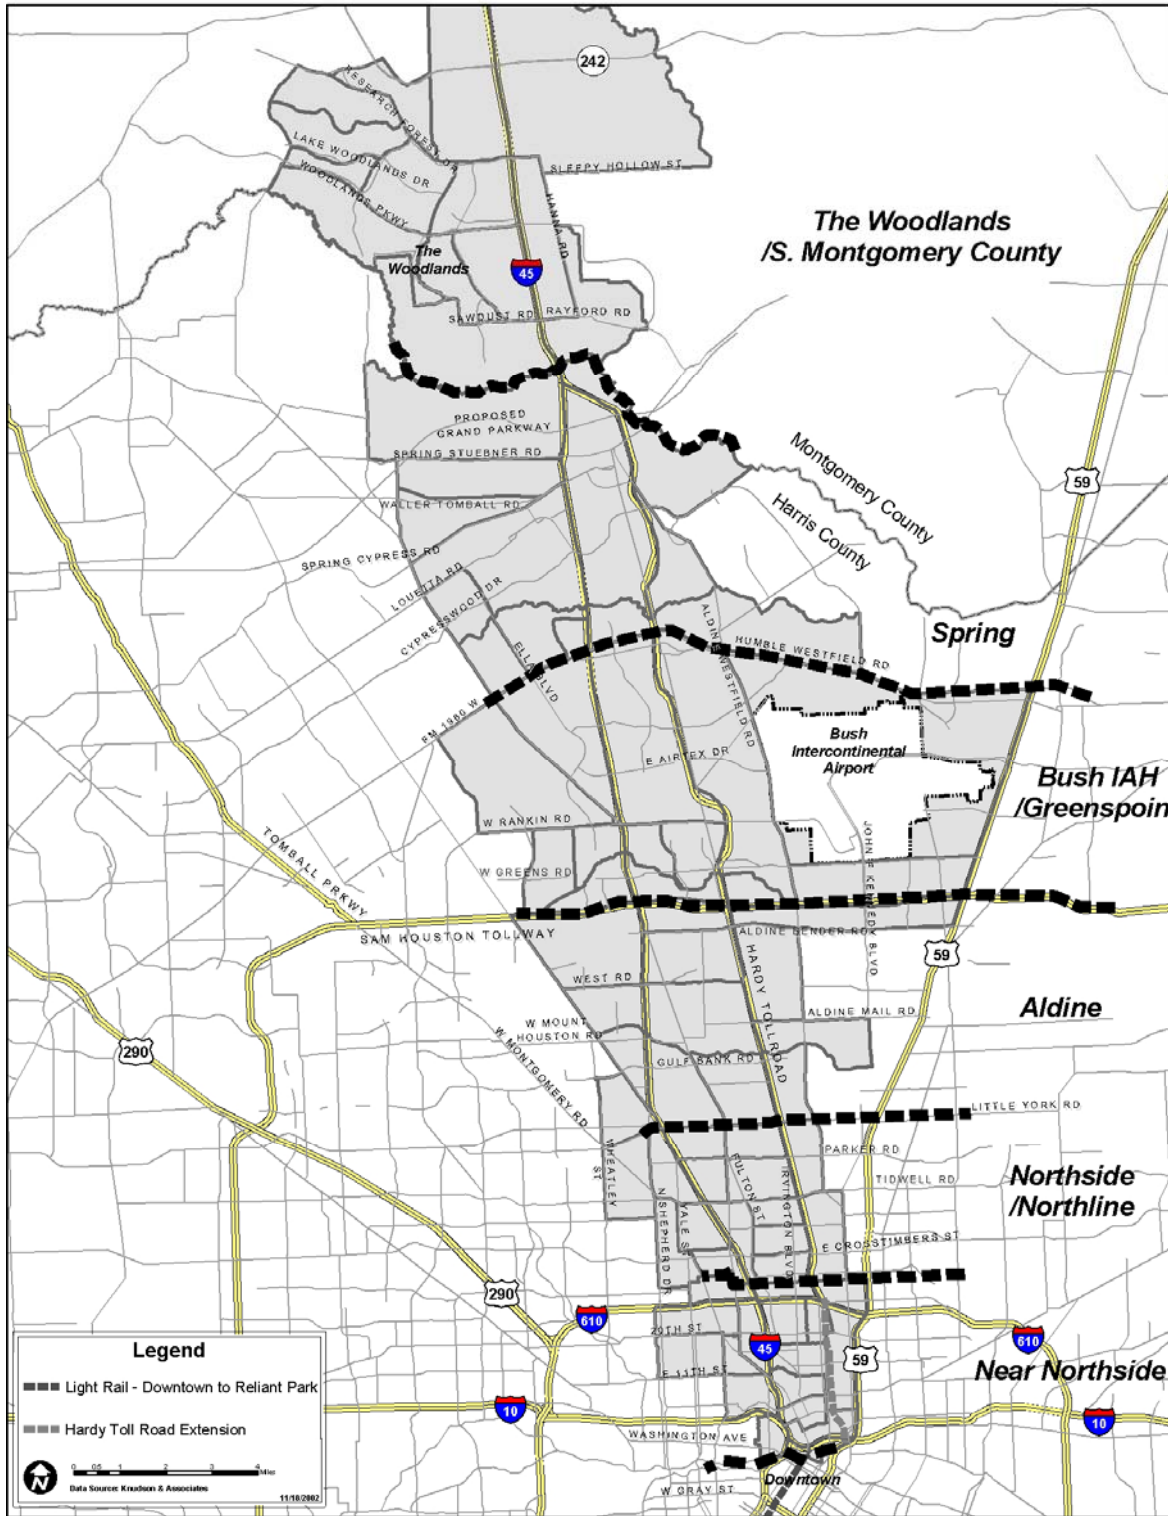 242
RESEARCH FOREST DR
LAKE WOODLANDS DR
WOODLANDS PKWY
SLEEPY HOLLOW ST
HANNA RD
The Woodlands
/S. Montgomery County
The
Woodlands
45
SAWDUST RD
RAYFORD RD
PROPOSED
GRAND PARKWAY
SPRING STUEBNER RD
Montgomery County
Harris County
59
WALLER TOMBALL RD
SPRING CYPRESS RD
LOUETTA RD
CYPRESSWOOD DR
ELLA BLVD
ALDINE WESTFIELD RD
HUMBLE WESTFIELD RD
Spring
FM 1960 W
E AIRTEX DR
Bush
Intercontinental
Airport
Bush IAH
/Greenspoin
W RANKIN RD
JOHN F KENNEDY BLVD
TOMBALL PRKWY
W GREENS RD
SAM HOUSTON TOLLWAY
ALDINE BENDER RD
59
HARDY TOLLROAD
WEST RD
Aldine
ALDINE MAIL RD
W MOUNT
HOUSTON RD
W MONTGOMERY RD
290
GULF BANK RD
LITTLE YORK RD
WHEATLEY
ST
PARKER RD
FULTON ST
IRVINGTON BLVD
TIDWELL RD
Northside
/Northline
N SHEPHERD DR
YALE ST
E CROSSTIMBERS ST
290
610
20TH ST
45
59
610
E 11TH ST
Near Northside
10
10
WASHINGTON AVE
Downtown
W GRAY ST
Legend
Light Rail - Downtown to Reliant Park
Hardy Toll Road Extension
N
0 0.5 1 2 3 4
Miles
Data Source: Knudson & Associates
11/18/2002